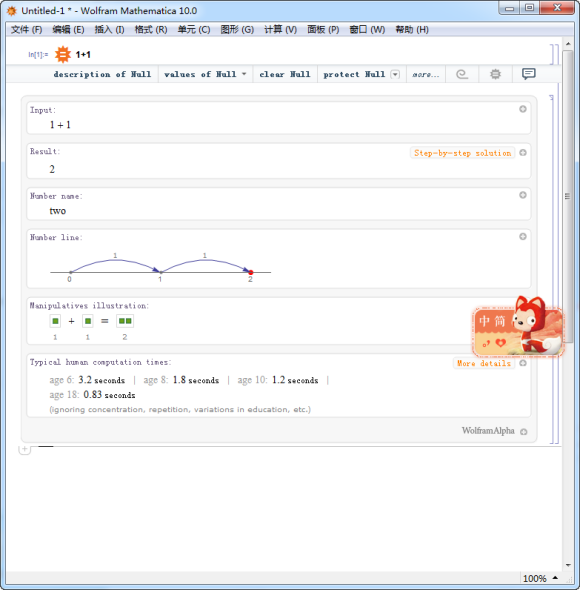 Untitled-1 * - Wolfram Mathematica 10.0
文件 (F) 编辑 (E) 插入 (I) 格式 (R) 单元 (C) 图形 (G) 计算 (V) 面板 (P) 窗口 (W) 帮助 (H)
In[1]:= 1+1
description of Null values of Null clear Null protect Null more...
Input:
1 + 1
Result:
Step-by-step solution
2
Number name:
two
Number line:
1 1
0 1 2
Manipulatives illustration:
+ =
1 1 2
中 简
Typical human computation times:
More details
age 6: 3.2 seconds | age 8: 1.8 seconds | age 10: 1.2 seconds |
age 18: 0.83 seconds
(ignoring concentration, repetition, variations in education, etc.)
WolframAlpha
100%